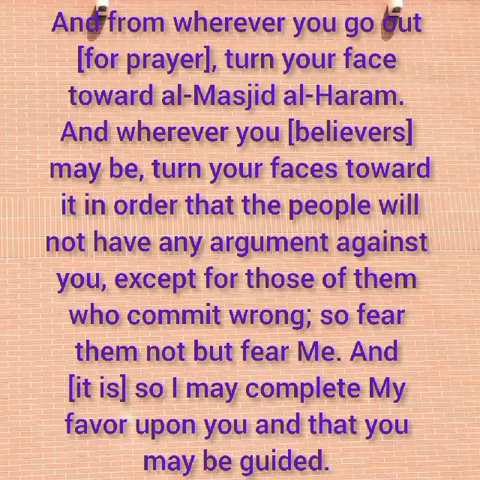 And from wherever you go out
[for prayer], turn your face
toward al-Masjid al-Haram.
And wherever you [believers]
may be, turn your faces toward
it in order that the people will
not have any argument against
you, except for those of them
who commit wrong; so fear
them not but fear Me. And
[it is] so I may complete My
favor upon you and that you
may be guided.